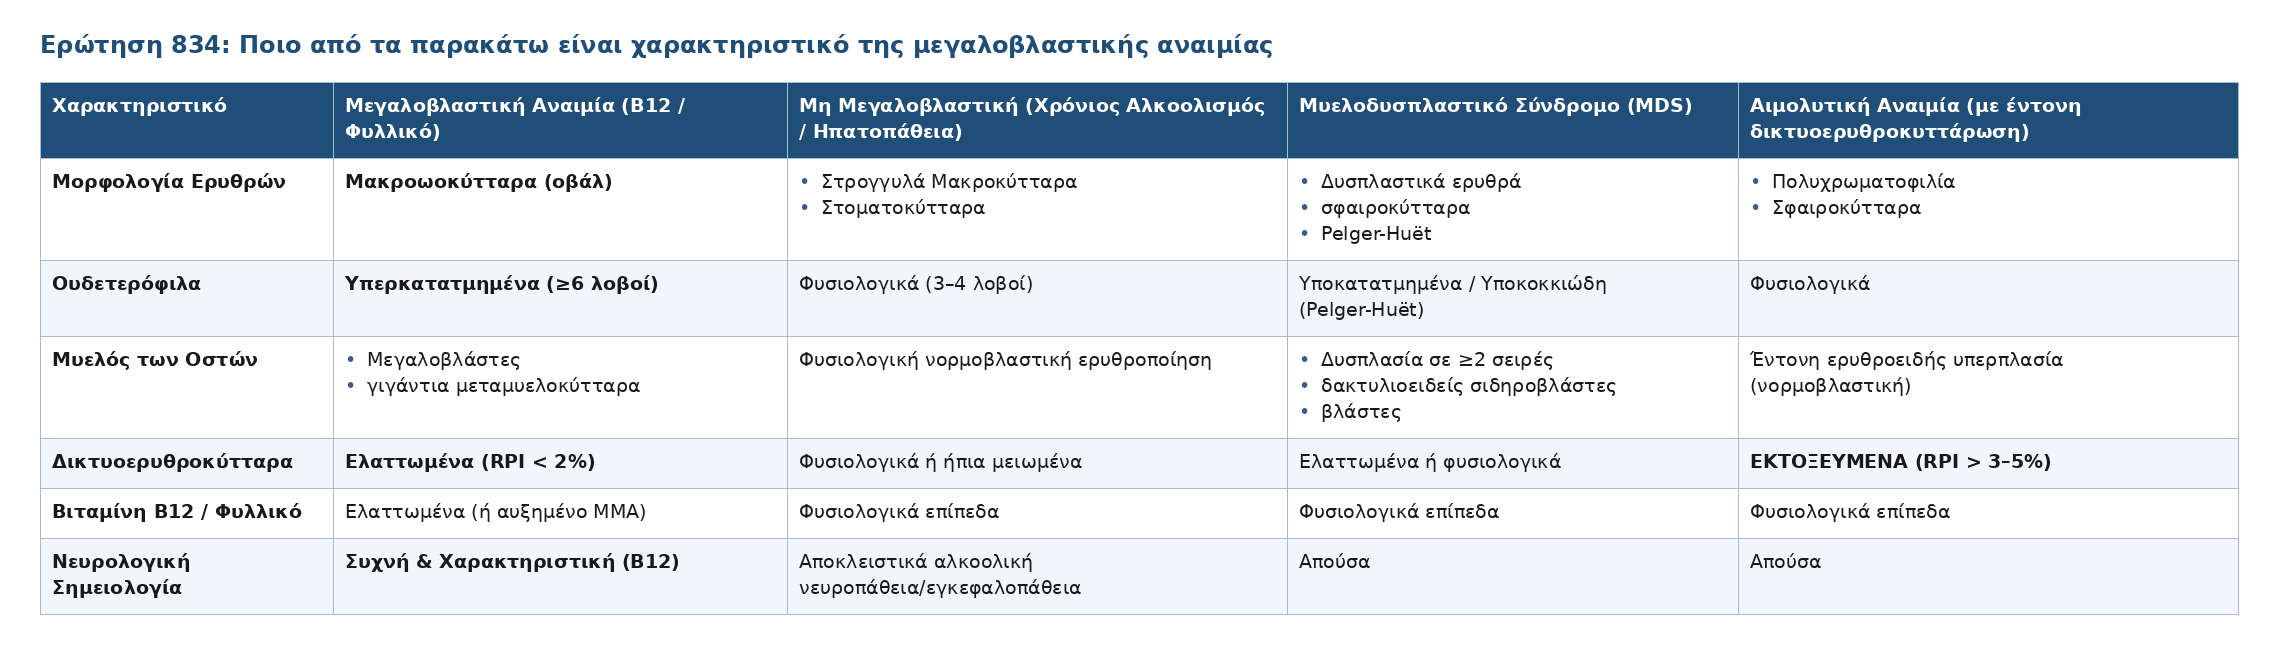 Ερώτηση 834: Ποιο από τα παρακάτω είναι χαρακτηριστικό της μεγαλοβλαστικής αναιμίας
Χαρακτηριστικό
Μεγαλοβλαστική Αναιμία (B12 /
Φυλλικό)
Μη Μεγαλοβλαστική (Χρόνιος Αλκοολισμός
/ Ηπατοπάθεια)
Μυελοδυσπλαστικό Σύνδρομο (MDS)
Αιμολυτική Αναιμία (με έντονη
δικτυοερυθροκυττάρωση)
Μορφολογία Ερυθρών
Μακροωοκύτταρα (οβάλ)
• Στρογγυλά Μακροκύτταρα
• Στοματοκύτταρα
• Δυσπλαστικά ερυθρά
• σφαιροκύτταρα
• Pelger-Huët
• Πολυχρωματοφιλία
• Σφαιροκύτταρα
Ουδετερόφιλα
Υπερκατατμημένα (≥6 λοβοί)
Φυσιολογικά (3–4 λοβοί)
Υποκατατμημένα / Υποκοκκιώδη
(Pelger-Huët)
Φυσιολογικά
Μυελός των Οστών
• Μεγαλοβλάστες
• γιγάντια μεταμυελοκύτταρα
Φυσιολογική νορμοβλαστική ερυθροποίηση
• Δυσπλασία σε ≥2 σειρές
• δακτυλιοειδείς σιδηροβλάστες
• βλάστες
Έντονη ερυθροειδής υπερπλασία
(νορμοβλαστική)
Δικτυοερυθροκύτταρα
Ελαττωμένα (RPI < 2%)
Φυσιολογικά ή ήπια μειωμένα
Ελαττωμένα ή φυσιολογικά
ΕΚΤΟΞΕΥΜΕΝΑ (RPI > 3–5%)
Βιταμίνη B12 / Φυλλικό
Ελαττωμένα (ή αυξημένο MMA)
Φυσιολογικά επίπεδα
Φυσιολογικά επίπεδα
Φυσιολογικά επίπεδα
Νευρολογική
Σημειολογία
Συχνή & Χαρακτηριστική (B12)
Αποκλειστικά αλκοολική
νευροπάθεια/εγκεφαλοπάθεια
Απούσα
Απούσα